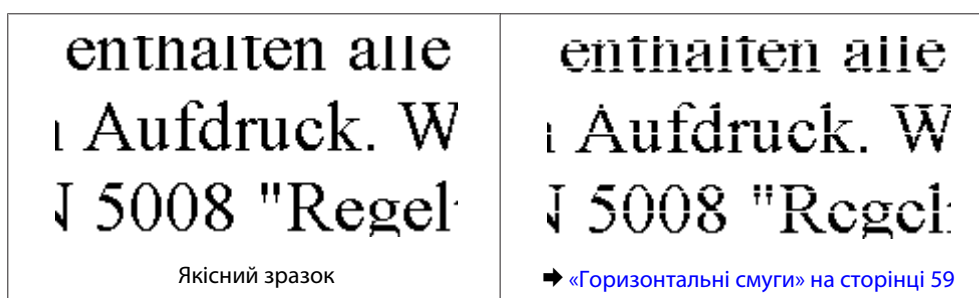 enthalten alle
Aufdruck. W
5008 "Regel
Якісний зразок
enthalten alle
Aufdruck. W
5008 "Regel
➡ «Горизонтальні смуги» на сторінці 59